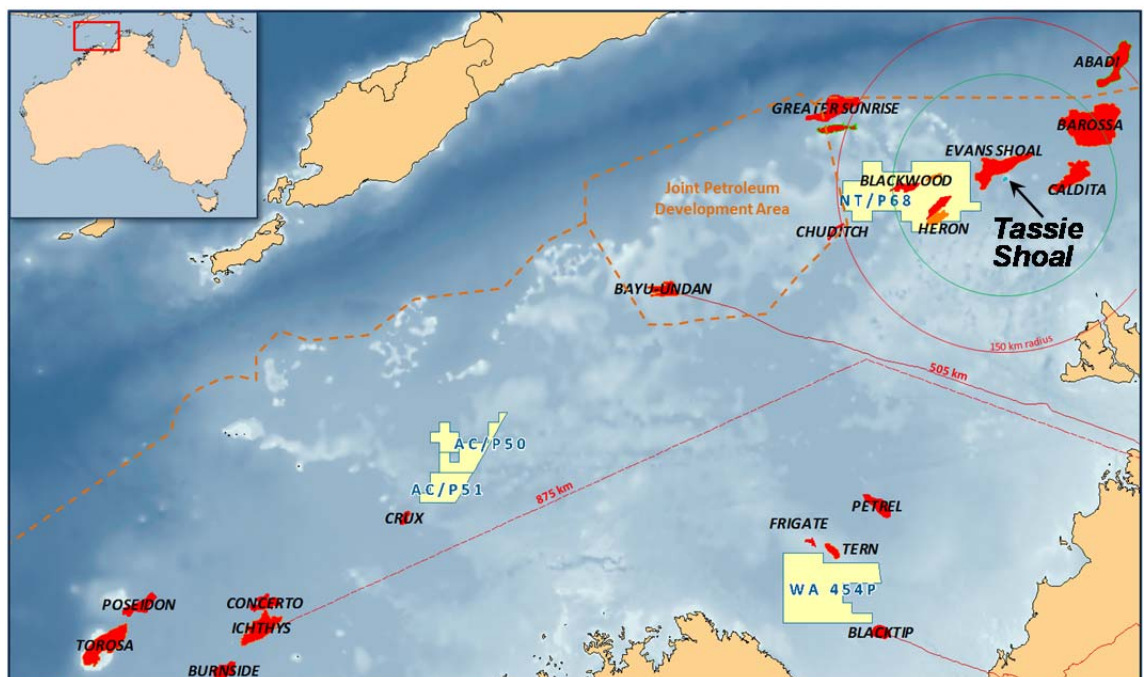 ABADI
GREATER SUNRISE
BAROSSA
EVANS SHOAL
BLACKWOOD
CALDITA
Joint Petroleum
Development Area
NT/P68
Tassie
Shoal
CHUDITCH
HERON
BAYU-UNDAN
150 km radius
505 km
AC/P50
AC/P51
875 km
CRUX
PETREL
FRIGATE
TERN
WA 454P
POSEIDON
CONCERTO
ICHTHYS
BLACKTIP
TOROSA
BURNSIDE